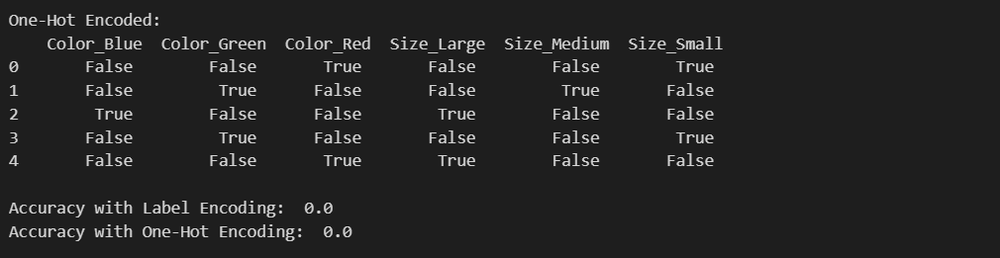 One-Hot Encoded:
Color_Blue Color_Green Color_Red Size_Large Size_Medium Size_Small
0 False False True False False True
1 False True False False True False
2 True False False True False False
3 False True False False False True
4 False False True True False False
Accuracy with Label Encoding: 0.0
Accuracy with One-Hot Encoding: 0.0